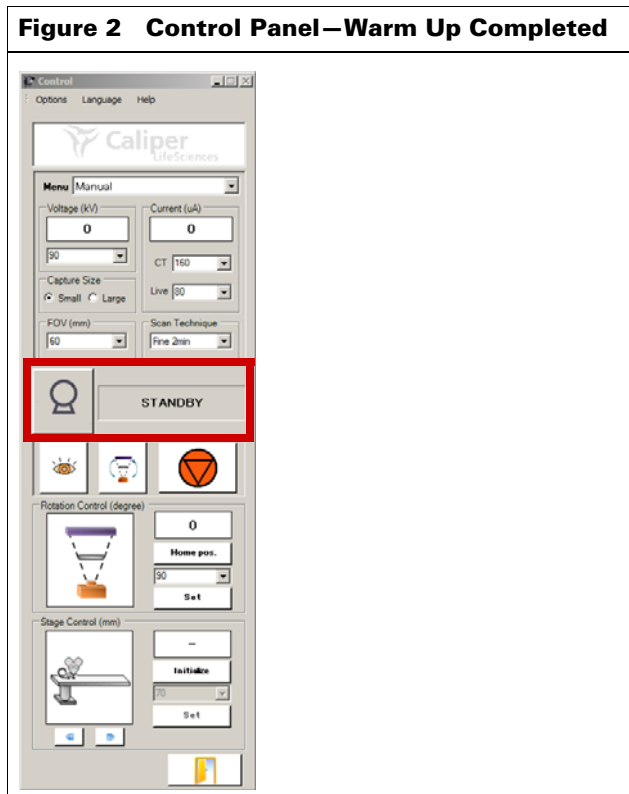 Figure 2 Control Panel—Warm Up Completed
Control
Options Language Help
Caliper
LifeSciences
Menu Manual
Voltage (kV) Current (uA)
0 0
90 CT 160
Capture Size
Small Large Live 80
FOV (mm) Scan Technique
60 Fine 2min
STANDBY
Rotation Control (degree)
0
Home pos.
90
Set
Stage Control (mm)
–
Initialize
70
Set